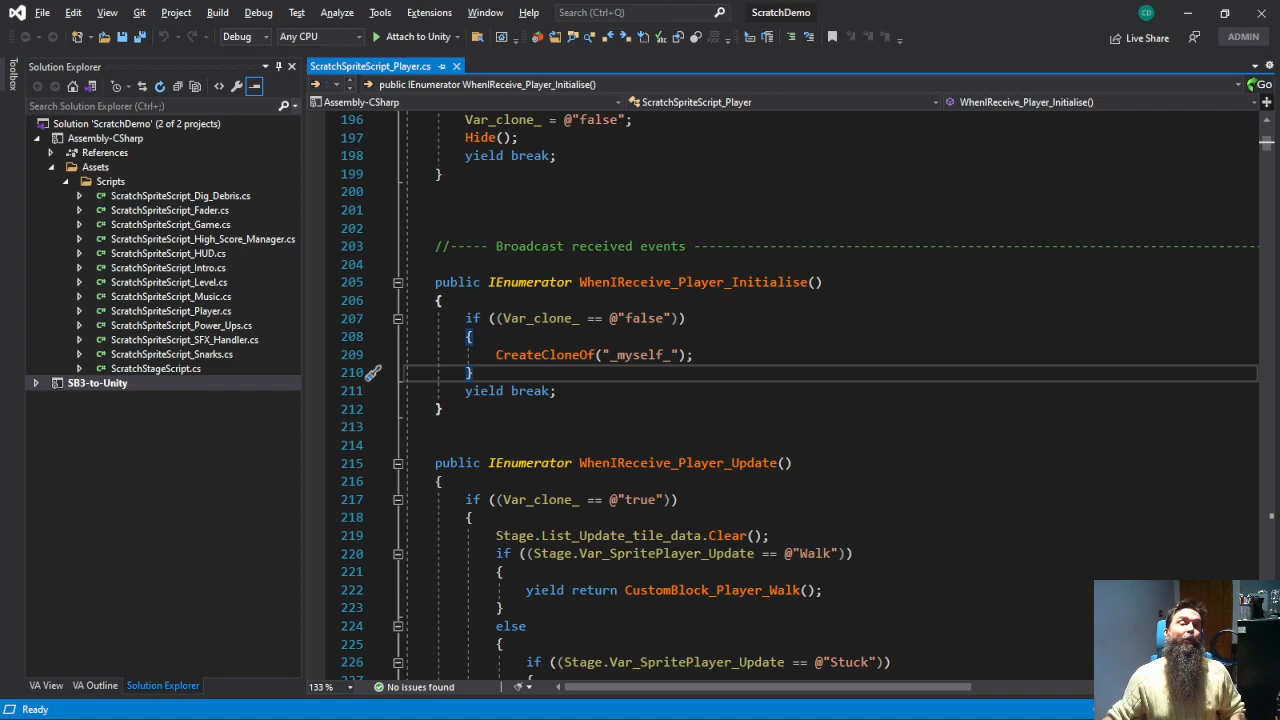 File Edit View Git Project Build Debug Test Analyze Tools Extensions Window Help Search (Ctrl+Q) ScratchDemo CD
Debug Any CPU Attach to Unity Live Share ADMIN
Toolbox
Solution Explorer
Search Solution Explorer (Ctrl+;)
Solution 'ScratchDemo' (2 of 2 projects)
Assembly-CSharp
References
Assets
Scripts
C# ScratchSpriteScript_Dig_Debris.cs
C# ScratchSpriteScript_Fader.cs
C# ScratchSpriteScript_Game.cs
C# ScratchSpriteScript_High_Score_Manager.cs
C# ScratchSpriteScript_HUD.cs
C# ScratchSpriteScript_Intro.cs
C# ScratchSpriteScript_Level.cs
C# ScratchSpriteScript_Music.cs
C# ScratchSpriteScript_Player.cs
C# ScratchSpriteScript_Power_Ups.cs
C# ScratchSpriteScript_SFX_Handler.cs
C# ScratchSpriteScript_Snarks.cs
C# ScratchStageScript.cs
SB3-to-Unity
VA View VA Outline Solution Explorer
ScratchSpriteScript_Player.cs
public IEnumerator WhenIReceive_Player_Initialise() Go
Assembly-CSharp ScratchSpriteScript_Player WhenIReceive_Player_Initialise()
196 Var_clone_ = @"false";
197 Hide();
198 yield break;
199 }
200
201
202
203 //----- Broadcast received events -----------------------------------------------------------
204
205 public IEnumerator WhenIReceive_Player_Initialise()
206 {
207 if ((Var_clone_ == @"false"))
208 {
209 CreateCloneOf("_myself_");
210 }
211 yield break;
212 }
213
214
215 public IEnumerator WhenIReceive_Player_Update()
216 {
217 if ((Var_clone_ == @"true"))
218 {
219 Stage.List_Update_tile_data.Clear();
220 if ((Stage.Var_SpritePlayer_Update == @"Walk"))
221 {
222 yield return CustomBlock_Player_Walk();
223 }
224 else
225 {
226 if ((Stage.Var_SpritePlayer_Update == @"Stuck"))
227 {
133 % No issues found
Ready